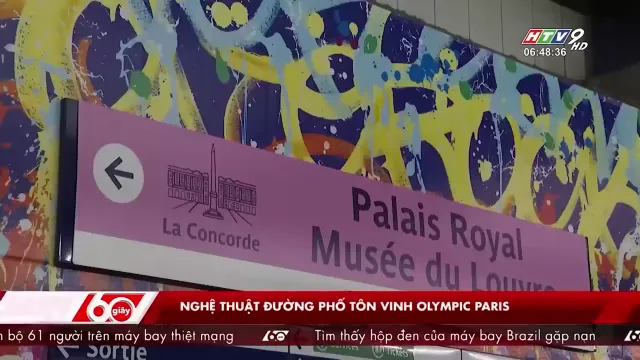 HTV9 HD
06:48:36
La Concorde
Palais Royal
Musée du Louvre
60 giây
NGHỆ THUẬT ĐƯỜNG PHỐ TÔN VINH OLYMPIC PARIS
n bộ 61 người trên máy bay thiệt mạng 60 Tìm thấy hộp đen của máy bay Brazil gặp nạn
Sortie